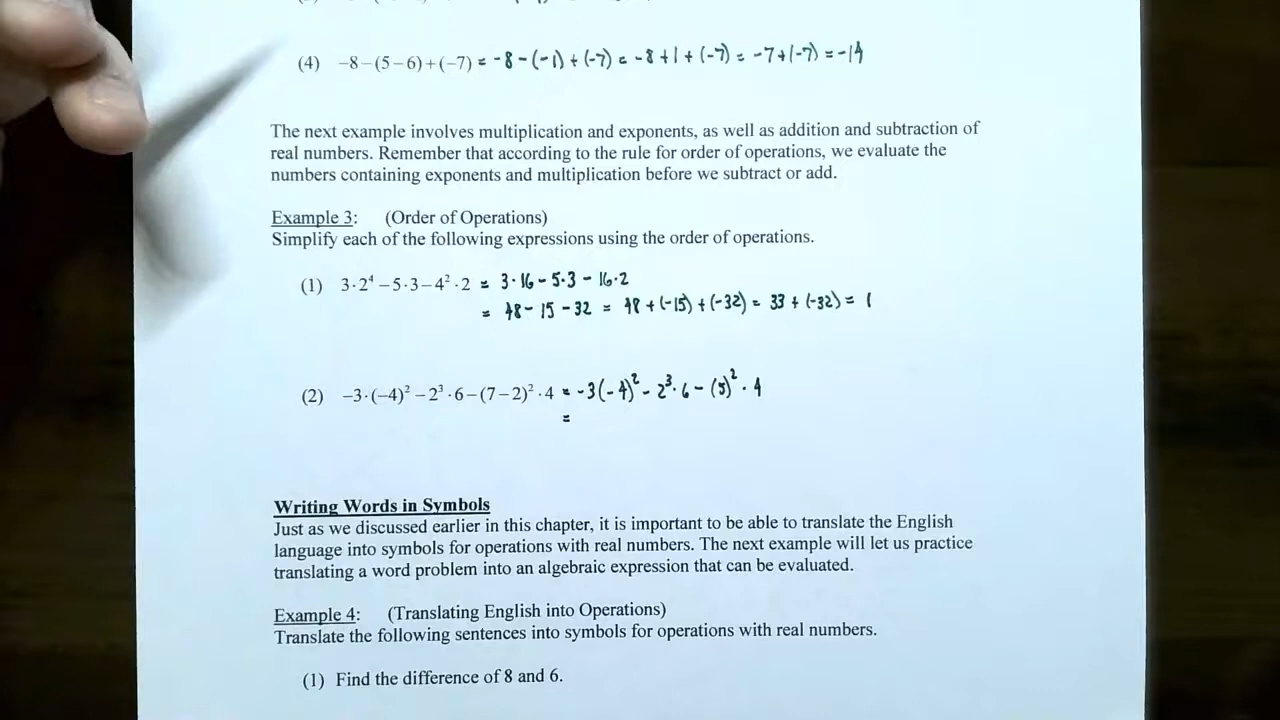 (4) −8−(5−6)+(−7) = -8-(-1)+(-7) = -8+1+(-7) = -7+(-7) = -14
The next example involves multiplication and exponents, as well as addition and subtraction of
real numbers. Remember that according to the rule for order of operations, we evaluate the
numbers containing exponents and multiplication before we subtract or add.
Example 3: (Order of Operations)
Simplify each of the following expressions using the order of operations.
(1) 3·2⁴−5·3−4²·2 = 3·16-5·3-16·2
= 48-15-32 = 48+(-15)+(-32) = 33+(-32) = 1
(2) −3·(−4)²−2³·6−(7−2)²·4 = -3(-4)²-2³·6-(5)²·4
=
Writing Words in Symbols
Just as we discussed earlier in this chapter, it is important to be able to translate the English
language into symbols for operations with real numbers. The next example will let us practice
translating a word problem into an algebraic expression that can be evaluated.
Example 4: (Translating English into Operations)
Translate the following sentences into symbols for operations with real numbers.
(1) Find the difference of 8 and 6.